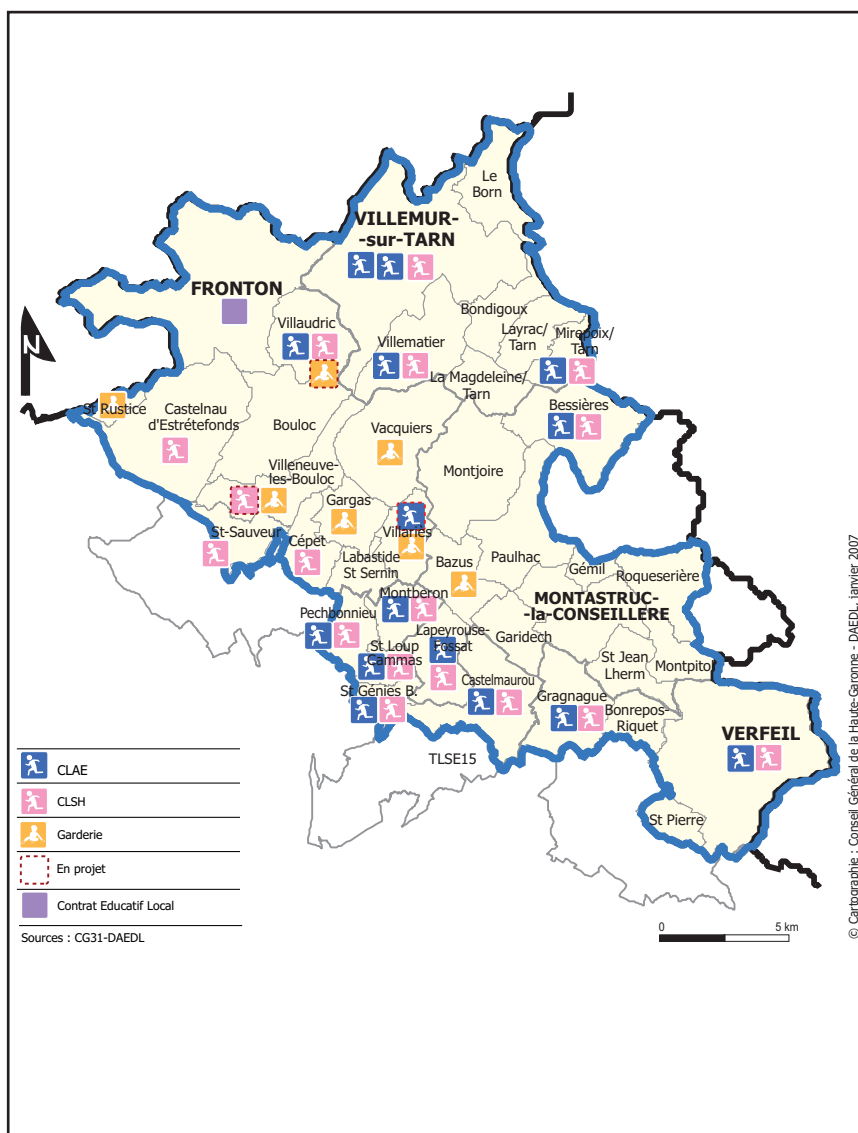 Le
Born
VILLEMUR-
-sur-TARN
FRONTON
Bondigoux
Villaudric
Layrac/
Tarn
Mirepoix/
Tarn
Villematier
La Magdeleine/
Tarn
N
St Rustice
Castelnau
d'Estrétefonds
Bessières
Bouloc
Vacquiers
Villeneuve-
les-Bouloc
Montjoire
Gargas
St-Sauveur
Cépet
Villariès
Labastide
St Sernin
Bazus
Paulhac
Gémil
Roqueserière
Montberon
MONTASTRUC-
-la-CONSEILLERE
Pechbonnieu
Lapeyrouse-
Fossat
Garidech
St Loup
Cammas
St Jean
Lherm
Montpitol
St Géniès B.
Castelmaurou
Gragnague
Bonrepos-
Riquet
VERFEIL
TLSE15
St Pierre
CLAE
CLSH
Garderie
En projet
Contrat Educatif Local
Sources : CG31-DAEDL
0 5 km
© Cartographie : Conseil Général de la Haute-Garonne - DAEDL, janvier 2007